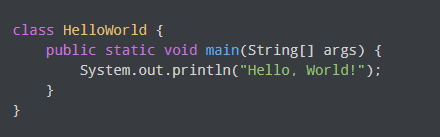 class HelloWorld {
    public static void main(String[] args) {
        System.out.println("Hello, World!");
    }
}